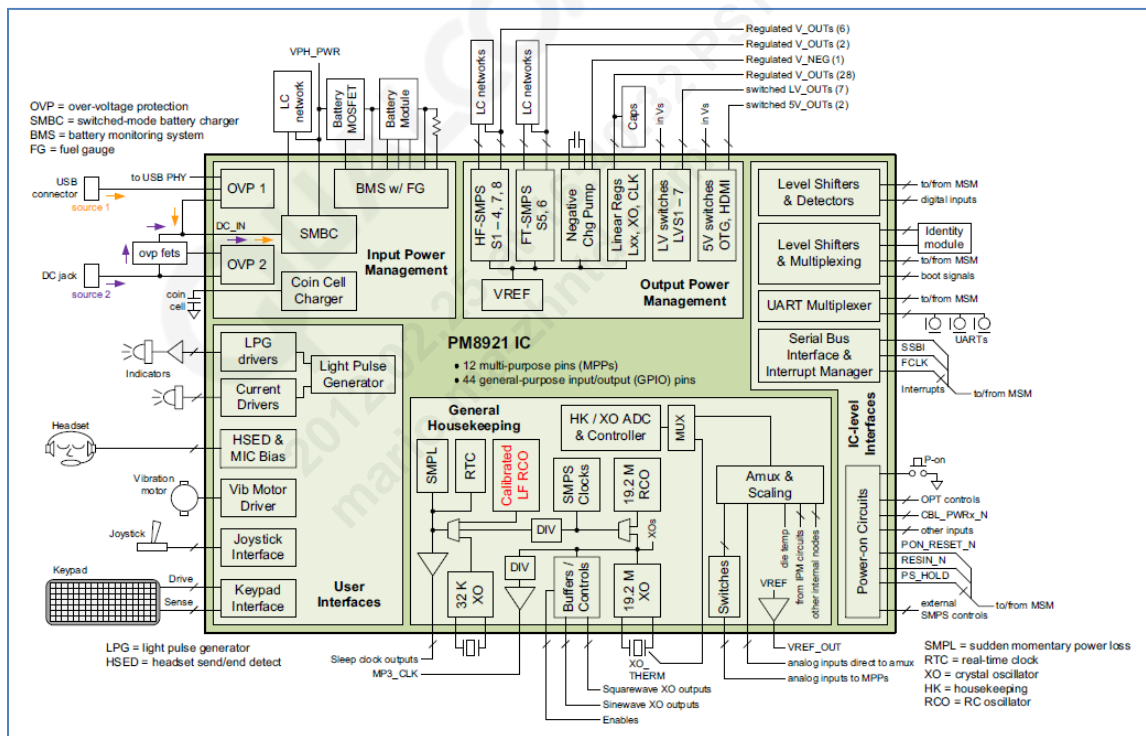 Regulated V_OUTs (6)
Regulated V_OUTs (2)
Regulated V_NEG (1)
Regulated V_OUTs (28)
switched LV_OUTs (7)
switched 5V_OUTs (2)
VPH_PWR
LC network
Battery MOSFET
Battery Module
LC networks
LC networks
Caps
in Vs
in Vs
OVP = over-voltage protection
SMBC = switched-mode battery charger
BMS = battery monitoring system
FG = fuel gauge
USB connector
to USB PHY
source 1
OVP 1
DC_IN
ovp fets
OVP 2
DC jack
source 2
coin cell
SMBC
BMS w/ FG
Input Power Management
Coin Cell Charger
HF-SMPS S1 – 4, 7, 8
FT-SMPS S5, 6
Negative Chg Pump
Linear Regs Lxx, XO, CLK
LV switches LVS1 – 7
5V switches OTG, HDMI
VREF
Output Power Management
Level Shifters & Detectors
to/from MSM
digital inputs
Level Shifters & Multiplexing
Identity module
to/from MSM
boot signals
UART Multiplexer
to/from MSM
UARTs
Serial Bus Interface & Interrupt Manager
SSBI
FCLK
Interrupts
to/from MSM
IC-level Interfaces
PM8921 IC
• 12 multi-purpose pins (MPPs)
• 44 general-purpose input/output (GPIO) pins
Indicators
LPG drivers
Light Pulse Generator
Current Drivers
Headset
HSED & MIC Bias
Vibration motor
Vib Motor Driver
Joystick
Joystick Interface
Keypad
Drive
Sense
Keypad Interface
User Interfaces
General Housekeeping
HK / XO ADC & Controller
MUX
SMPL
RTC
Calibrated LF RCO
SMPS Clocks
19.2 M RCO
Amux & Scaling
DIV
XOs
DIV
32 K XO
Buffers / Controls
19.2 M XO
Switches
die temp
from IPM circuits
other internal nodes
VREF
Power-on Circuits
P-on
OPT controls
CBL_PWRx_N
other inputs
PON_RESET_N
RESIN_N
PS_HOLD
external SMPS controls
to/from MSM
LPG = light pulse generator
HSED = headset send/end detect
Sleep clock outputs
MP3_CLK
XO_THERM
Squarewave XO outputs
Sinewave XO outputs
Enables
VREF_OUT
analog inputs direct to amux
analog inputs to MPPs
SMPL = sudden momentary power loss
RTC = real-time clock
XO = crystal oscillator
HK = housekeeping
RCO = RC oscillator